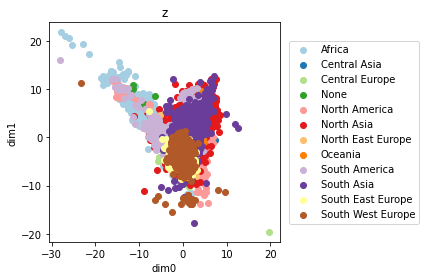 z
20
10
0
−10
−20
dim1
−30
−20
−10
0
10
20
dim0
Africa
Central Asia
Central Europe
None
North America
North Asia
North East Europe
Oceania
South America
South Asia
South East Europe
South West Europe